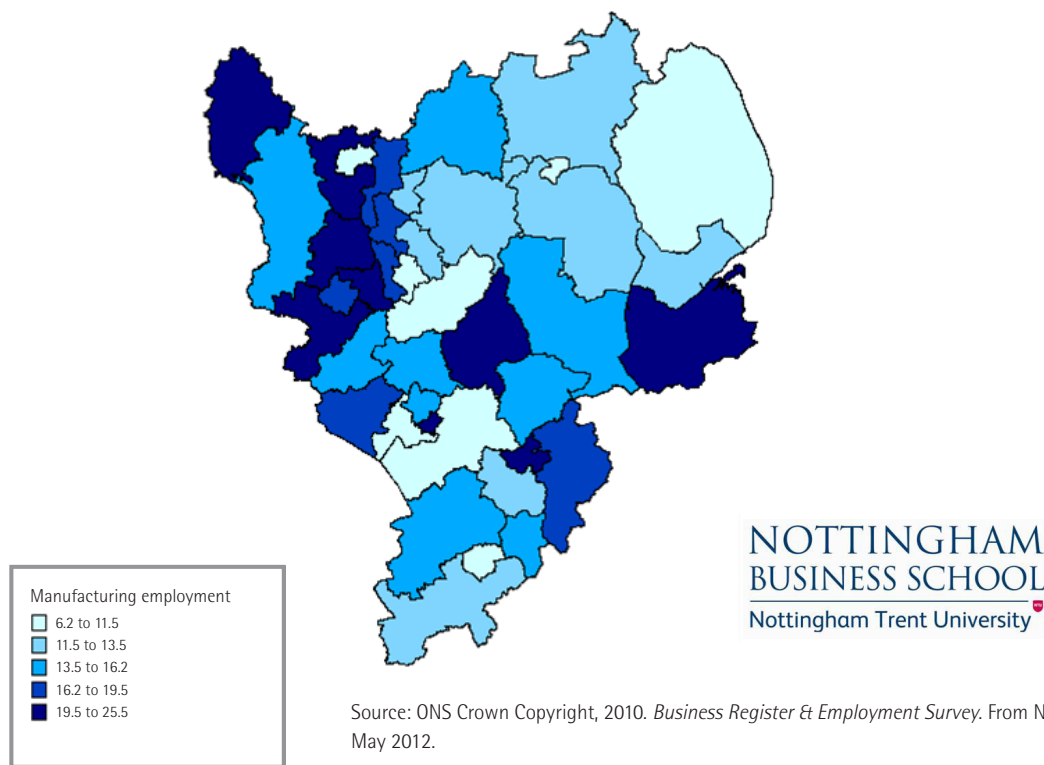 NOTTINGHAM
BUSINESS SCHOOL
Nottingham Trent University
Manufacturing employment
6.2 to 11.5
11.5 to 13.5
13.5 to 16.2
16.2 to 19.5
19.5 to 25.5
Source: ONS Crown Copyright, 2010. Business Register & Employment Survey. From
May 2012.